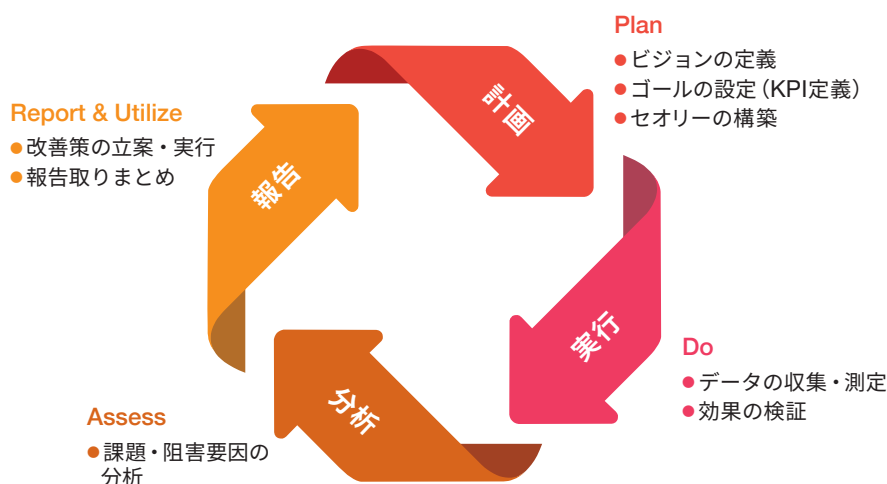 Plan
●ビジョンの定義
●ゴールの設定（KPI定義）
●セオリーの構築
計画
Report & Utilize
●改善策の立案・実行
●報告取りまとめ
報告
実行
Do
●データの収集・測定
●効果の検証
分析
Assess
●課題・阻害要因の
分析